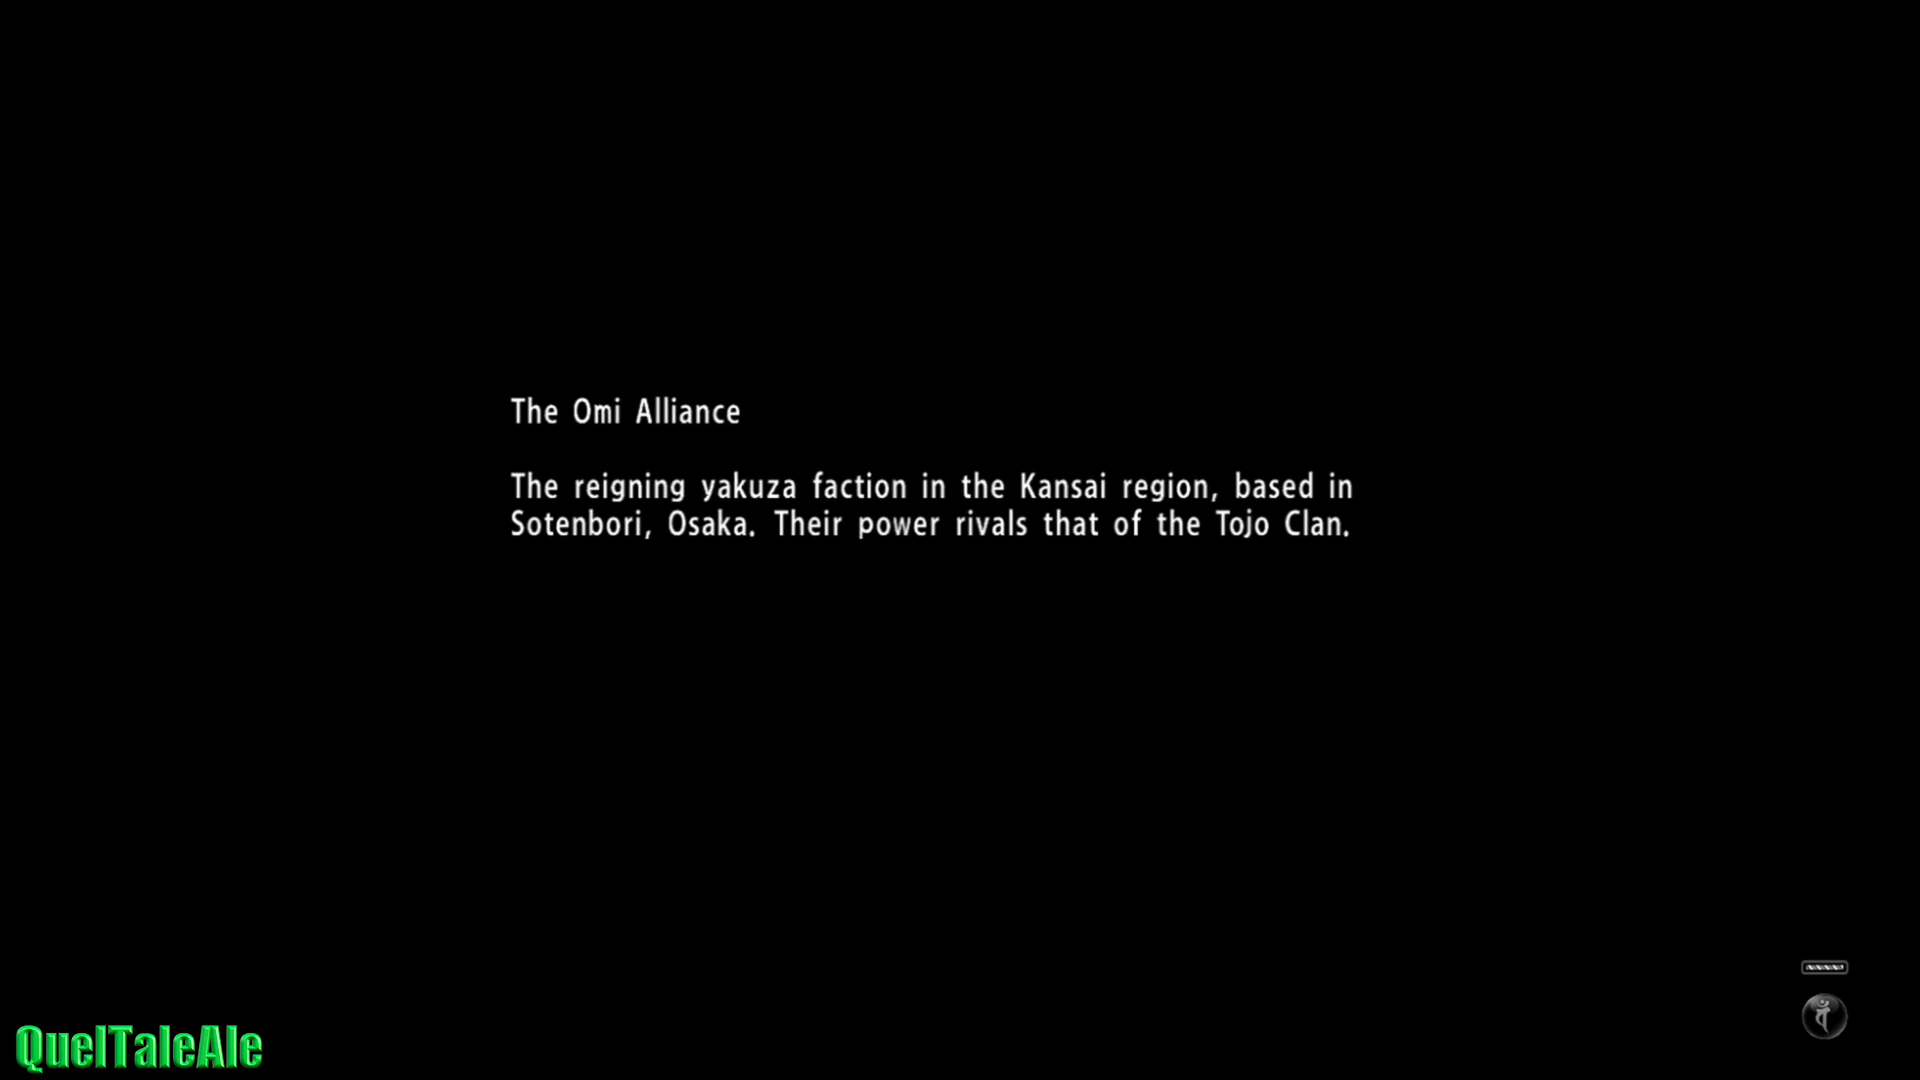 The Omi Alliance
The reigning yakuza faction in the Kansai region, based in
Sotenbori, Osaka. Their power rivals that of the Tojo Clan.
QuelTaleAle